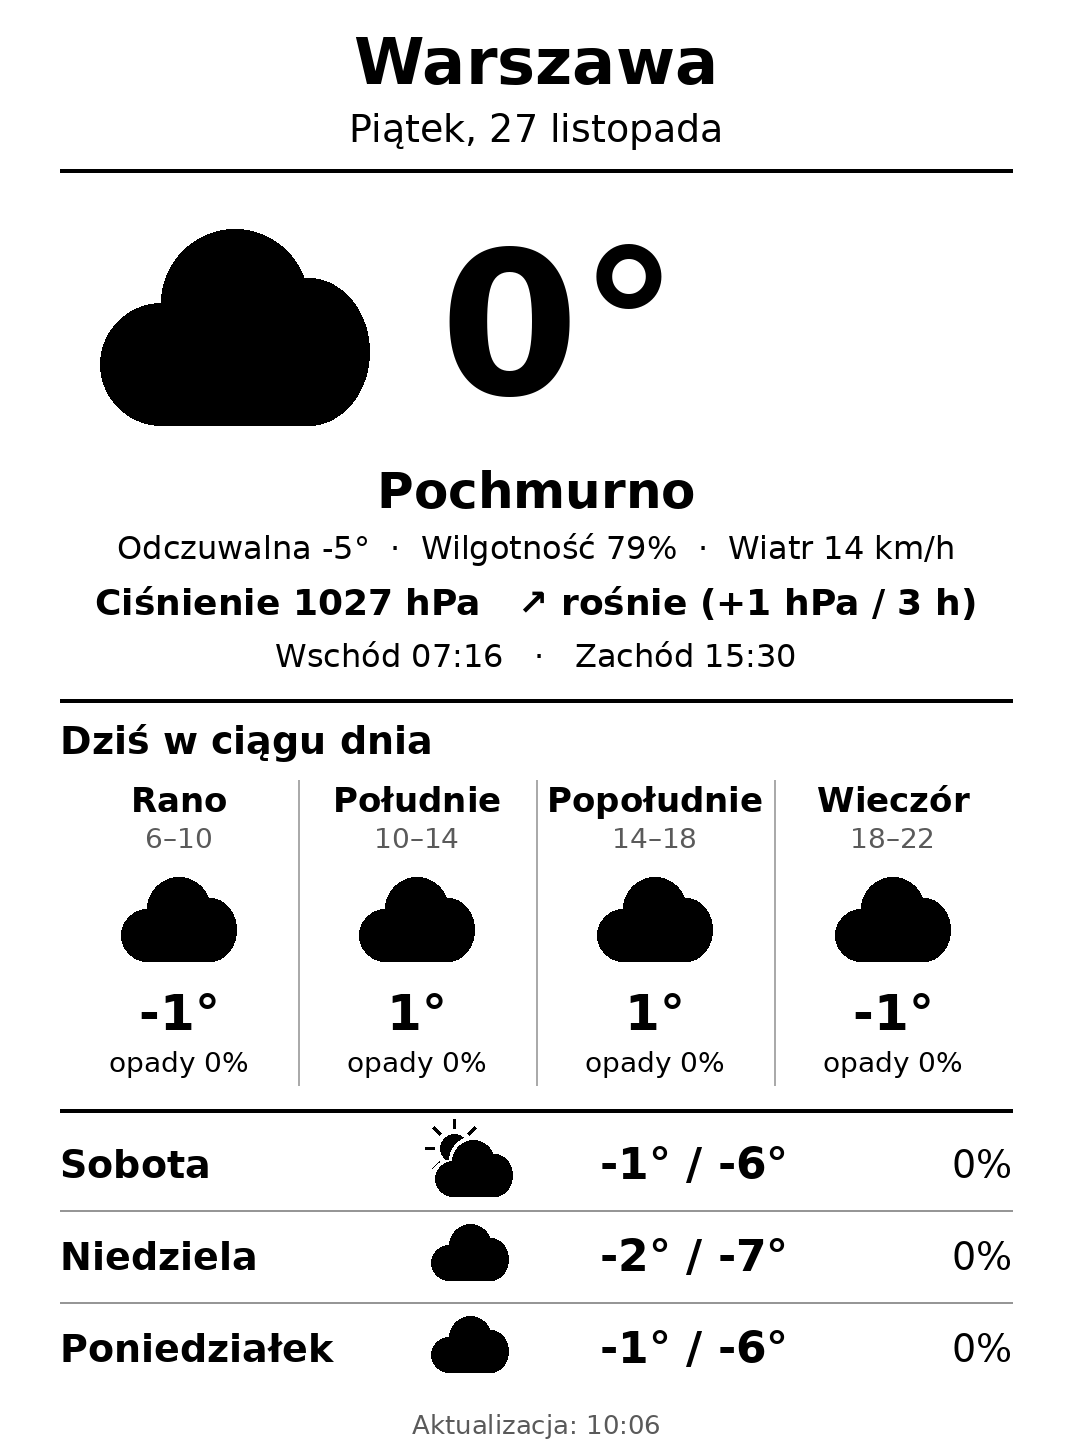 Warszawa
Piątek, 27 listopada
0°
Pochmurno
Odczuwalna -5° · Wilgotność 79% · Wiatr 14 km/h
Ciśnienie 1027 hPa ↗ rośnie (+1 hPa / 3 h)
Wschód 07:16 · Zachód 15:30
Dziś w ciągu dnia
Rano Południe Popołudnie Wieczór
6–10 10–14 14–18 18–22
-1° 1° 1° -1°
opady 0% opady 0% opady 0% opady 0%
Sobota -1° / -6° 0%
Niedziela -2° / -7° 0%
Poniedziałek -1° / -6° 0%
Aktualizacja: 10:06